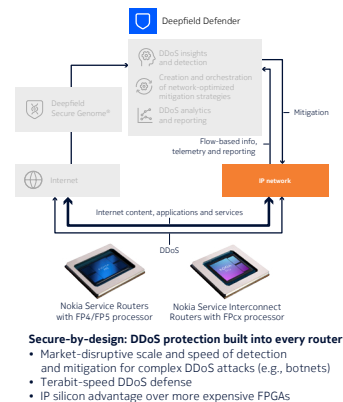 Deepfield Defender
DDoS insights
and detection
Creation and orchestration
of network-optimized
mitigation strategies
DDoS analytics
and reporting
Deepfield
Secure Genome®
Mitigation
Flow-based info,
telemetry and reporting
Internet
IP network
Internet content, applications and services
DDoS
Nokia Service Routers
with FP4/FP5 processor
Nokia Service Interconnect
Routers with FPcx processor
Secure-by-design: DDoS protection built into every router
• Market-disruptive scale and speed of detection
and mitigation for complex DDoS attacks (e.g., botnets)
• Terabit-speed DDoS defense
• IP silicon advantage over more expensive FPGAs